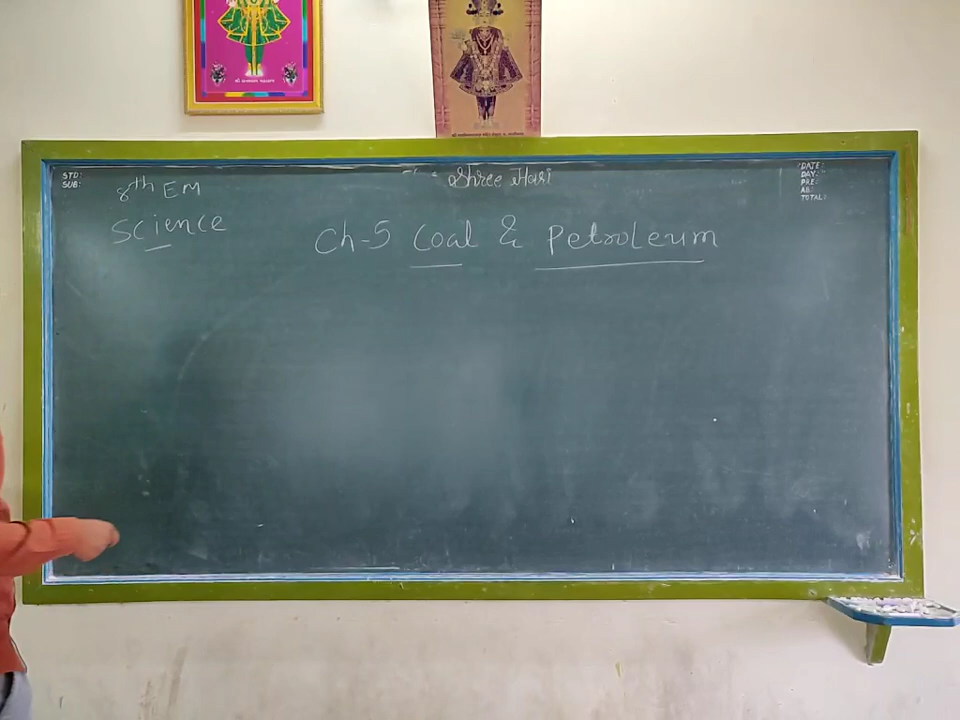 STD:
SUB:
Shree Hari
DATE:
DAY:
PRE:
AB:
TOTAL:
8th EM
Science
Ch-5 Coal & Petroleum